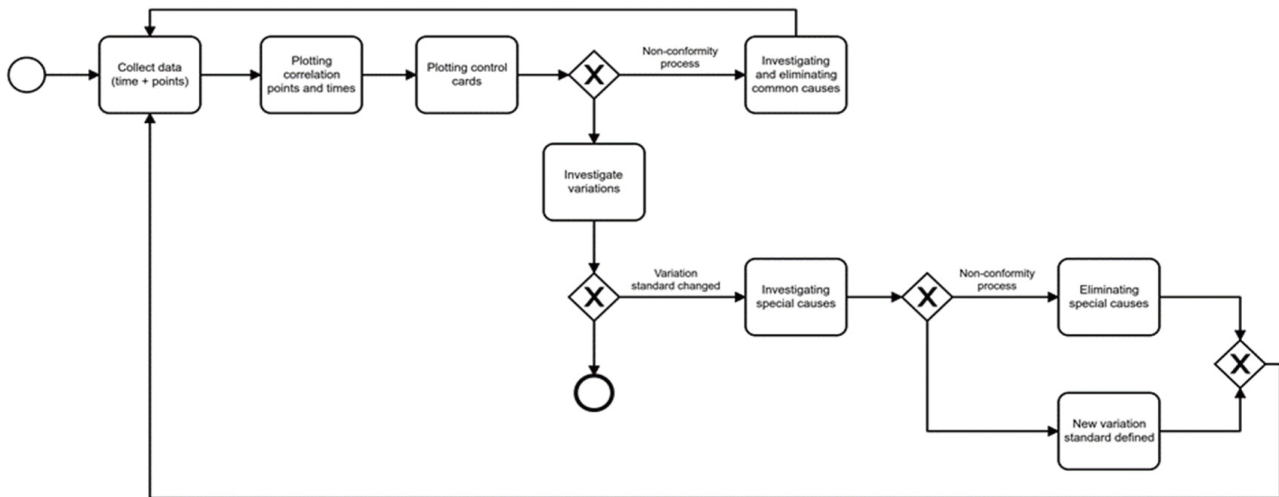 Collect data
(time + points)
Plotting
correlation
points and times
Plotting control
cards
X
Non-conformity
process
Investigating
and eliminating
common causes
Investigate
variations
X
Variation
standard changed
Investigating
special causes
X
Non-conformity
process
Eliminating
special causes
X
New variation
standard defined